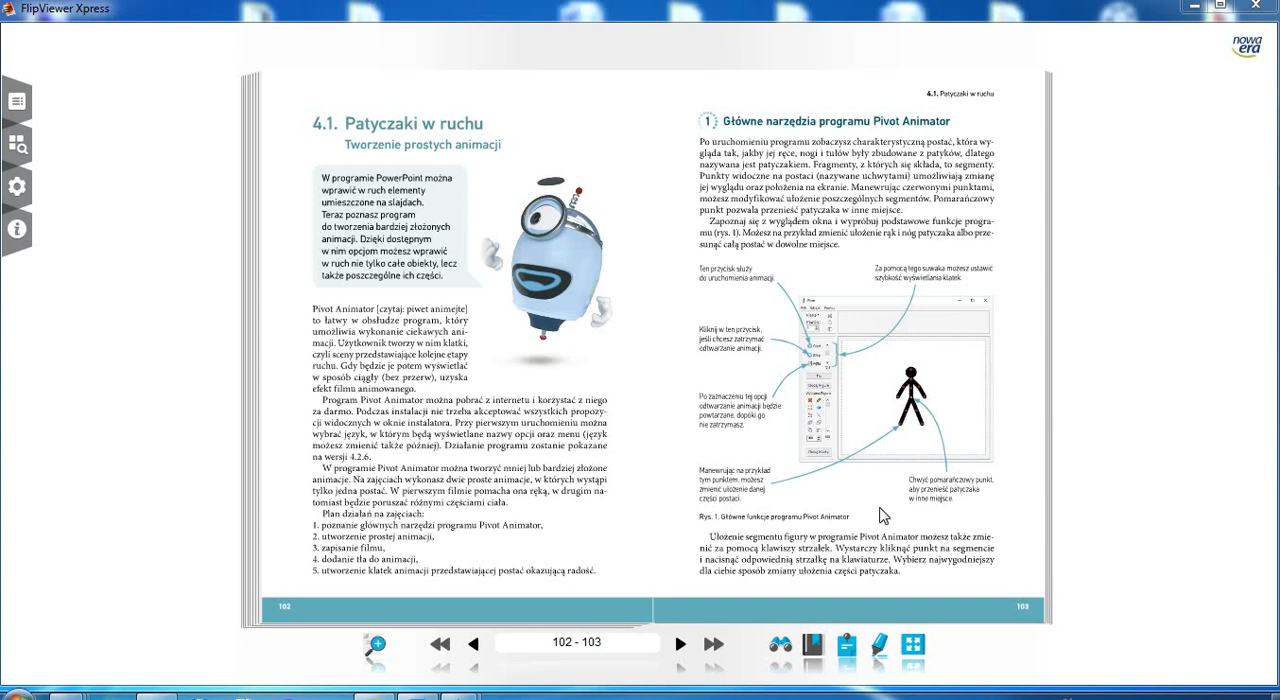 FlipViewer Xpress
nowa
era
4.1. Patyczaki w ruchu
Tworzenie prostych animacji
W programie PowerPoint można
wprawić w ruch elementy
umieszczone na slajdach.
Teraz poznasz program
do tworzenia bardziej złożonych
animacji. Dzięki dostępnym
w nim opcjom możesz wprawić
w ruch nie tylko całe obiekty, lecz
także poszczególne ich części.
Pivot Animator [czytaj: piwet animejte]
to łatwy w obsłudze program, który
umożliwia wykonanie ciekawych ani-
macji. Użytkownik tworzy w nim klatki,
czyli sceny przedstawiające kolejne etapy
ruchu. Gdy będzie je potem wyświetlać
w sposób ciągły (bez przerw), uzyska
efekt filmu animowanego.
Program Pivot Animator można pobrać z internetu i korzystać z niego
za darmo. Podczas instalacji nie trzeba akceptować wszystkich propozy-
cji widocznych w oknie instalatora. Przy pierwszym uruchomieniu można
wybrać język, w którym będą wyświetlane nazwy opcji oraz menu (język
możesz zmienić także później). Działanie programu zostanie pokazane
na wersji 4.2.6.
W programie Pivot Animator można tworzyć mniej lub bardziej złożone
animacje. Na zajęciach wykonasz dwie proste animacje, w których wystąpi
tylko jedna postać. W pierwszym filmie pomacha ona ręką, w drugim na-
tomiast będzie poruszać różnymi częściami ciała.
Plan działań na zajęciach:
1. poznanie głównych narzędzi programu Pivot Animator,
2. utworzenie prostej animacji,
3. zapisanie filmu,
4. dodanie tła do animacji,
5. utworzenie klatek animacji przedstawiającej postać okazującą radość.
102
4.1. Patyczaki w ruchu
1 Główne narzędzia programu Pivot Animator
Po uruchomieniu programu zobaczysz charakterystyczną postać, która wy-
gląda tak, jakby jej ręce, nogi i tułów były zbudowane z patyków, dlatego
nazywana jest patyczakiem. Fragmenty, z których się składa, to segmenty.
Punkty widoczne na postaci (nazywane uchwytami) umożliwiają zmianę
jej wyglądu oraz położenia na ekranie. Manewrując czerwonymi punktami,
możesz modyfikować ułożenie poszczególnych segmentów. Pomarańczowy
punkt pozwala przenieść patyczaka w inne miejsce.
Zapoznaj się z wyglądem okna i wypróbuj podstawowe funkcje progra-
mu (rys. 1). Możesz na przykład zmienić ułożenie rąk i nóg patyczaka albo prze-
sunąć całą postać w dowolne miejsce.
Ten przycisk służy
do uruchomienia animacji.
Za pomocą tego suwaka możesz ustawić
szybkość wyświetlania klatek.
Kliknij w ten przycisk,
jeśli chcesz zatrzymać
odtwarzanie animacji.
Po zaznaczeniu tej opcji
odtwarzanie animacji będzie
powtarzane, dopóki go
nie zatrzymasz.
Manewrując na przykład
tym punktem, możesz
zmienić ułożenie danej
części postaci.
Chwyć pomarańczowy punkt,
aby przenieść patyczaka
w inne miejsce.
Rys. 1. Główne funkcje programu Pivot Animator
Ułożenie segmentu figury w programie Pivot Animator możesz także zmie-
nić za pomocą klawiszy strzałek. Wystarczy kliknąć punkt na segmencie
i nacisnąć odpowiednią strzałkę na klawiaturze. Wybierz najwygodniejszy
dla ciebie sposób zmiany ułożenia części patyczaka.
103
102 - 103